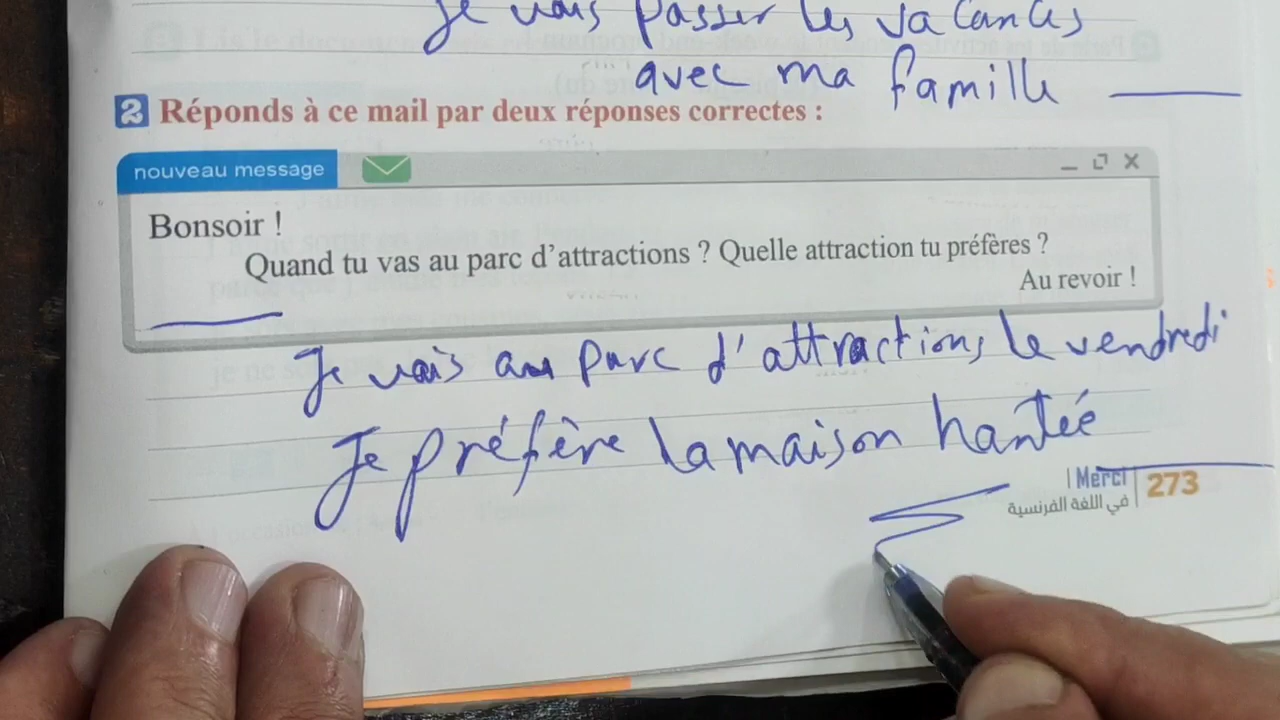 Je vais passer les vacances
avec ma famille
2 Réponds à ce mail par deux réponses correctes :
nouveau message
Bonsoir !
Quand tu vas au parc d'attractions ? Quelle attraction tu préfères ?
Au revoir !
Je vais au parc d'attractions le vendredi
Je préfère la maison hantée
Merci 273
في اللغة الفرنسية